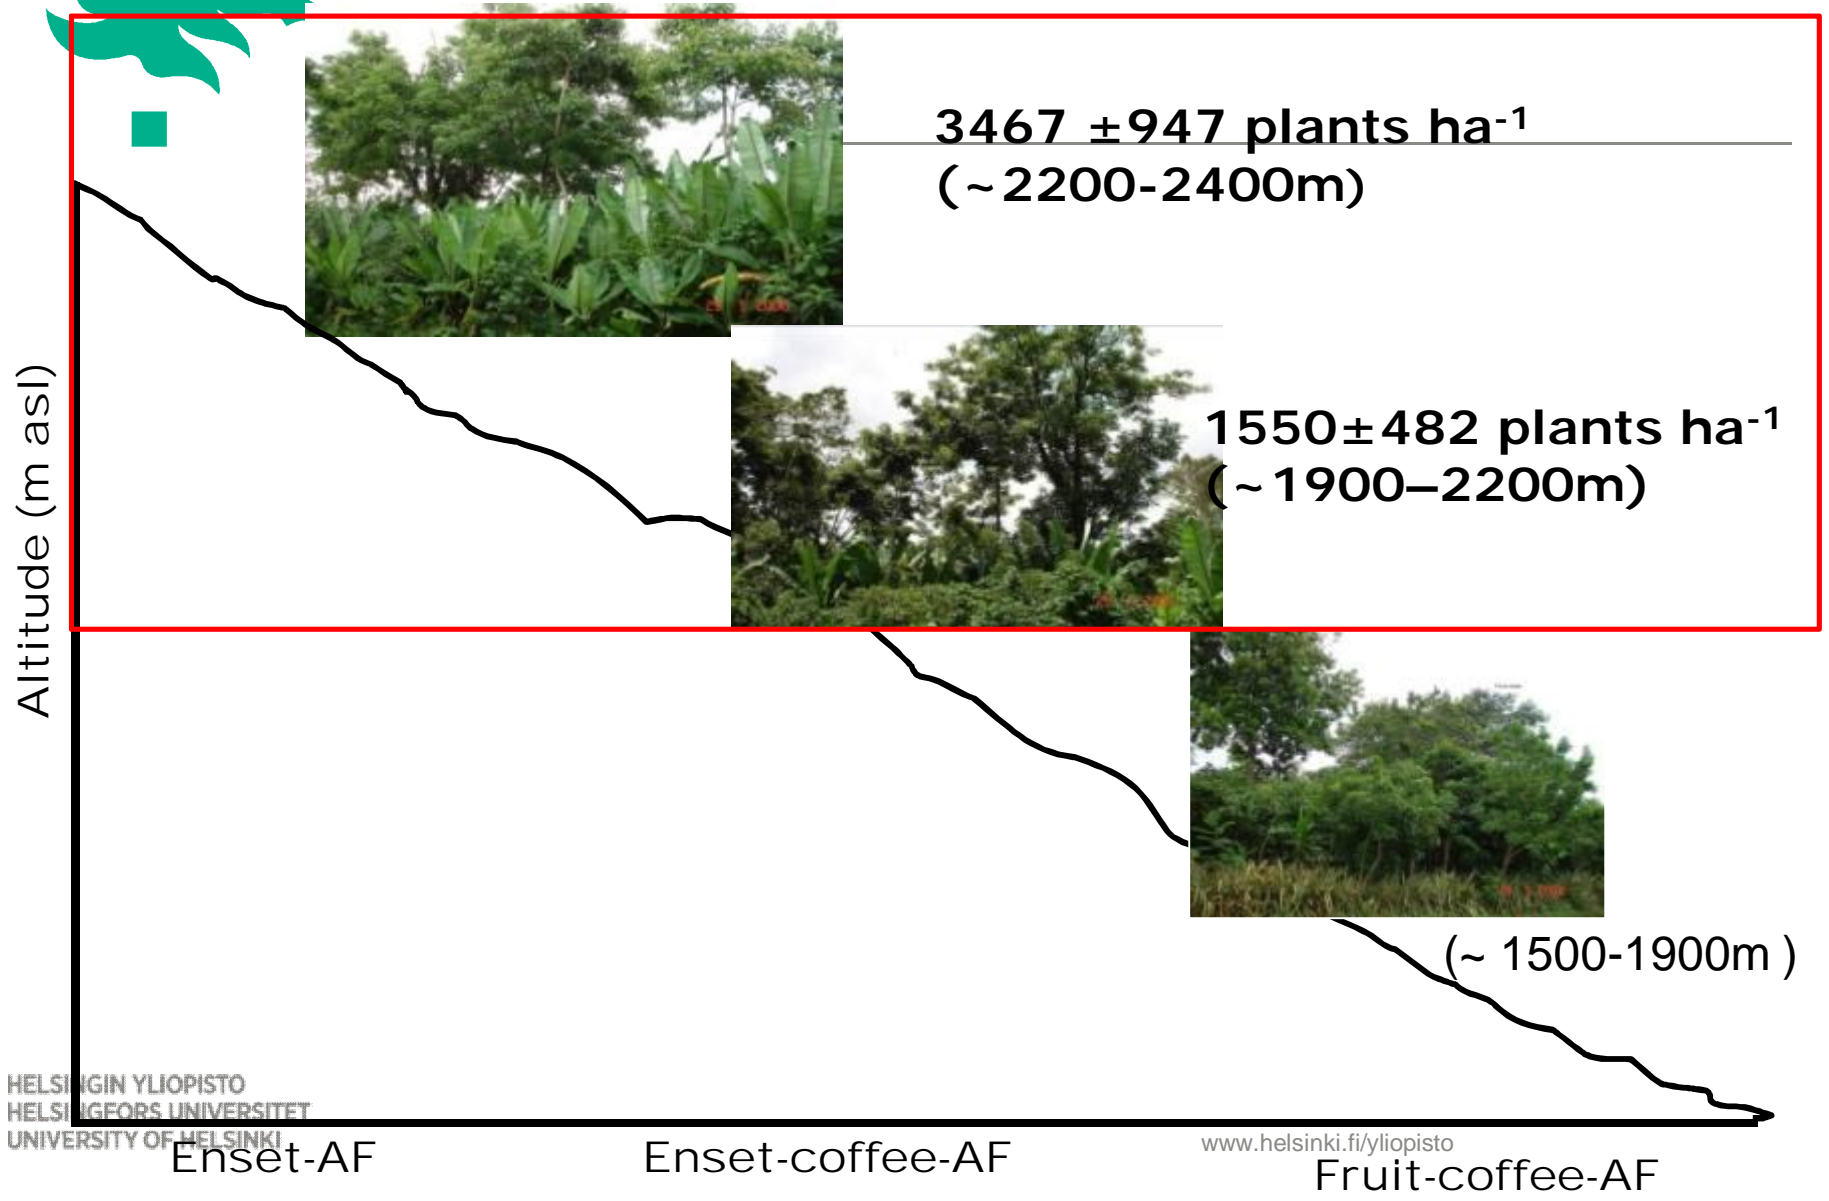 3467 ±947 plants ha-1
(~2200-2400m)
1550±482 plants ha-1
(~1900–2200m)
Altitude (m asl)
(~ 1500-1900m )
HELSINGIN YLIOPISTO
HELSINGFORS UNIVERSITET
UNIVERSITY OF HELSINKI
Enset-AF
Enset-coffee-AF
www.helsinki.fi/yliopisto
Fruit-coffee-AF